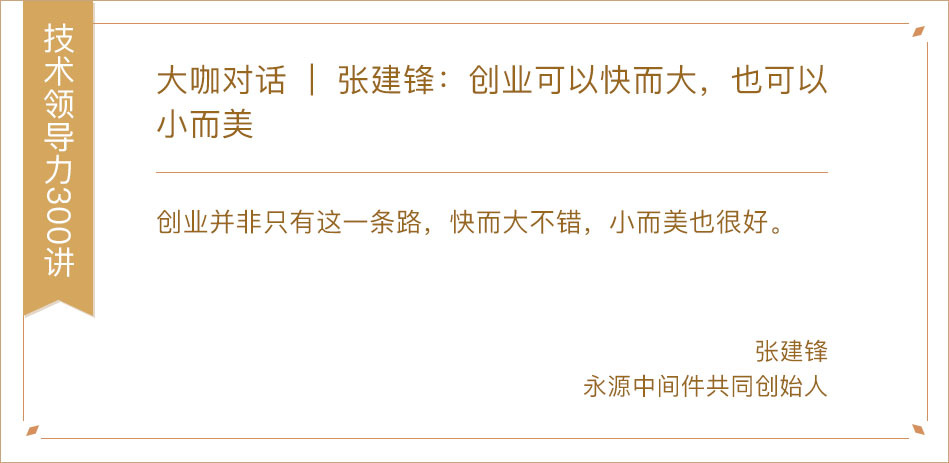 技术领导力300讲
大咖对话 | 张建锋：创业可以快而大，也可以
小而美
创业并非只有这一条路，快而大不错，小而美也很好。
张建锋
永源中间件共同创始人